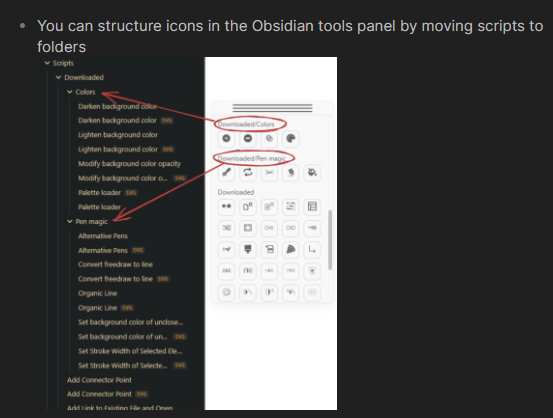 You can structure icons in the Obsidian tools panel by moving scripts to
folders
Scripts
Downloaded
Colors
Darken background color
Darken background color SVG
Lighten background color
Lighten background color SVG
Modify background color opacity
Modify background color o... SVG
Palette loader SVG
Palette loader
Pen magic
Alternative Pens
Alternative Pens SVG
Convert freedraw to line
Convert freedraw to line SVG
Organic Line
Organic Line SVG
Set background color of unclose...
Set background color of un... SVG
Set Stroke Width of Selected Ele...
Set Stroke Width of Selecte... SVG
Add Connector Point
Add Connector Point SVG
Add Link to Existing File and Open
Downloaded/Colors
Downloaded/Pen magic
Downloaded